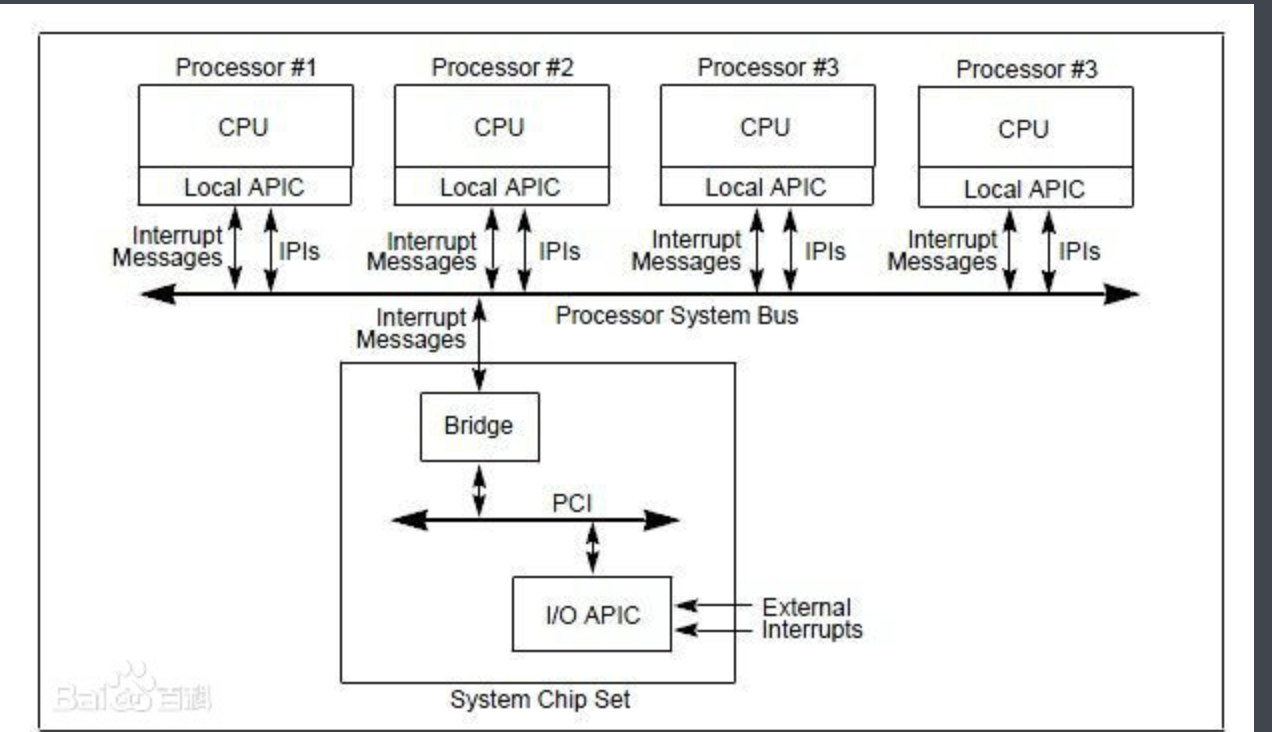 Processor #1
Processor #2
Processor #3
Processor #3
CPU
CPU
CPU
CPU
Local APIC
Local APIC
Local APIC
Local APIC
Interrupt
Messages
IPIs
Interrupt
Messages
IPIs
Interrupt
Messages
IPIs
Interrupt
Messages
IPIs
Processor System Bus
Interrupt
Messages
Bridge
PCI
I/O APIC
External
Interrupts
System Chip Set
Bai百科